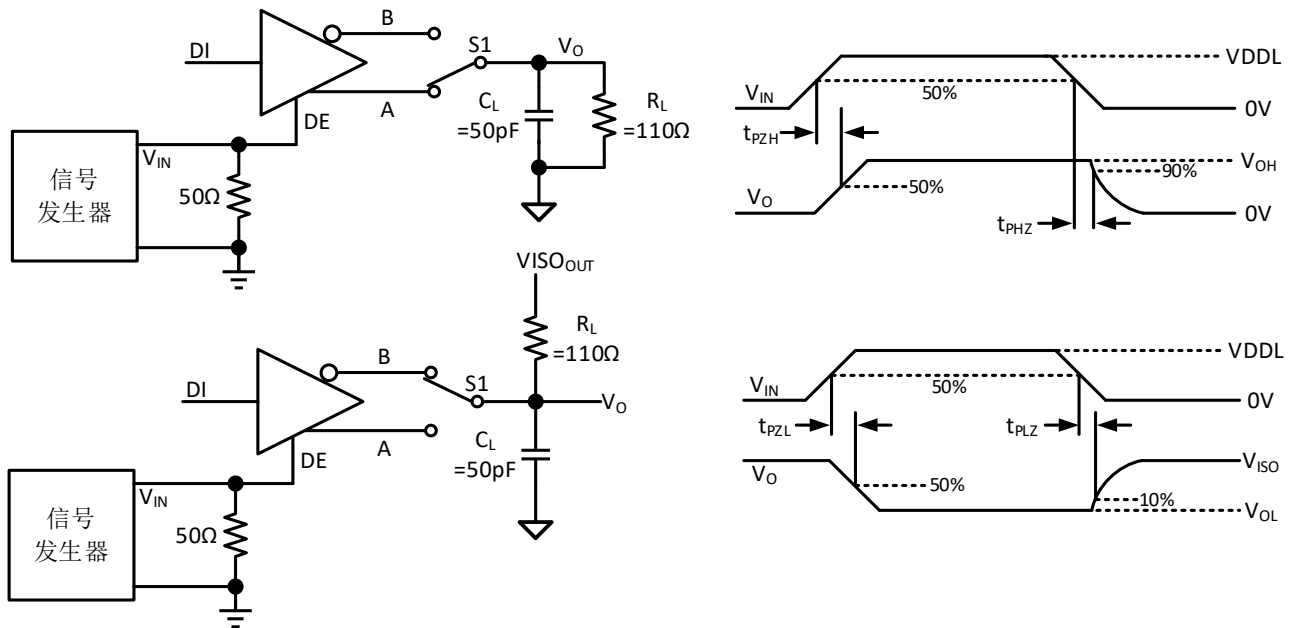 B
DI
S1
VO
A
CL
=50pF
RL
=110Ω
DE
VIN
信号
发生器
50Ω
VDDL
VIN
50%
0V
tPZH
VOH
90%
50%
VO
0V
tPHZ
VISOOUT
RL
=110Ω
B
DI
S1
VO
A
CL
=50pF
DE
VIN
信号
发生器
50Ω
VDDL
VIN
50%
0V
tPZL
tPLZ
VO
VISO
50%
10%
VOL